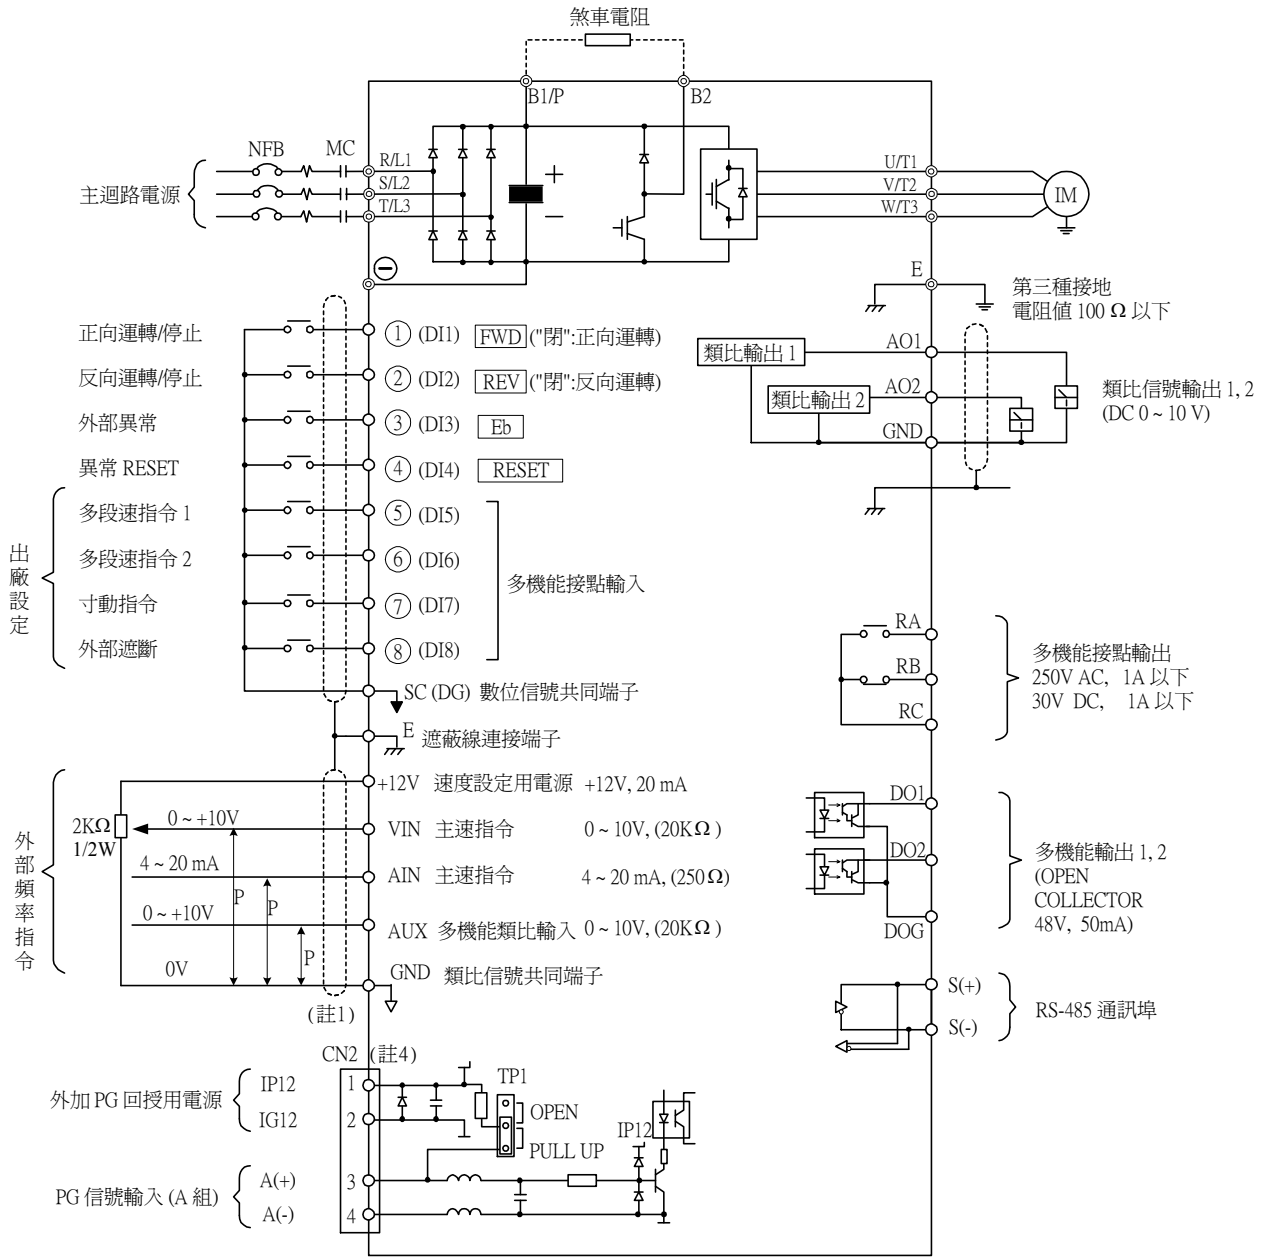 煞車電阻
B1/P
B2
NFB
MC
主迴路電源
R/L1
S/L2
T/L3
+
−
−
U/T1
V/T2
W/T3
IM
E
第三種接地
電阻值 100 Ω 以下
正向運轉/停止
1 (DI1) FWD ("閉":正向運轉)
反向運轉/停止
2 (DI2) REV ("閉":反向運轉)
外部異常
3 (DI3) Eb
異常 RESET
4 (DI4) RESET
出廠設定
多段速指令 1
5 (DI5)
多段速指令 2
6 (DI6)
寸動指令
7 (DI7)
外部遮斷
8 (DI8)
多機能接點輸入
SC (DG) 數位信號共同端子
E 遮蔽線連接端子
類比輸出 1
AO1
類比輸出 2
AO2
GND
類比信號輸出 1, 2
(DC 0 ~ 10 V)
RA
RB
RC
多機能接點輸出
250V AC, 1A 以下
30V DC, 1A 以下
外部頻率指令
2KΩ
1/2W
+12V 速度設定用電源 +12V, 20 mA
0 ~ +10V
VIN 主速指令 0 ~ 10V, (20KΩ)
4 ~ 20 mA
AIN 主速指令 4 ~ 20 mA, (250Ω)
0 ~ +10V
AUX 多機能類比輸入 0 ~ 10V, (20KΩ)
0V
P
P
P
GND 類比信號共同端子
(註1)
DO1
DO2
DOG
多機能輸出 1, 2
(OPEN
COLLECTOR
48V, 50mA)
S(+)
S(-)
RS-485 通訊埠
CN2 (註4)
外加 PG 回授用電源
IP12
IG12
1
2
3
4
TP1
OPEN
PULL UP
IP12
PG 信號輸入 (A 組)
A(+)
A(-)